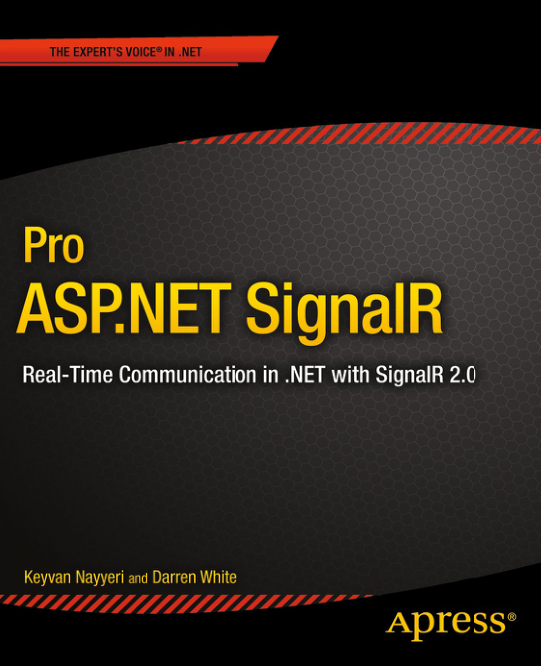 THE EXPERT'S VOICE® IN .NET
Pro
ASP.NET SignalR
Real-Time Communication in .NET with SignalR 2.0
Keyvan Nayyeri and Darren White
Apress®